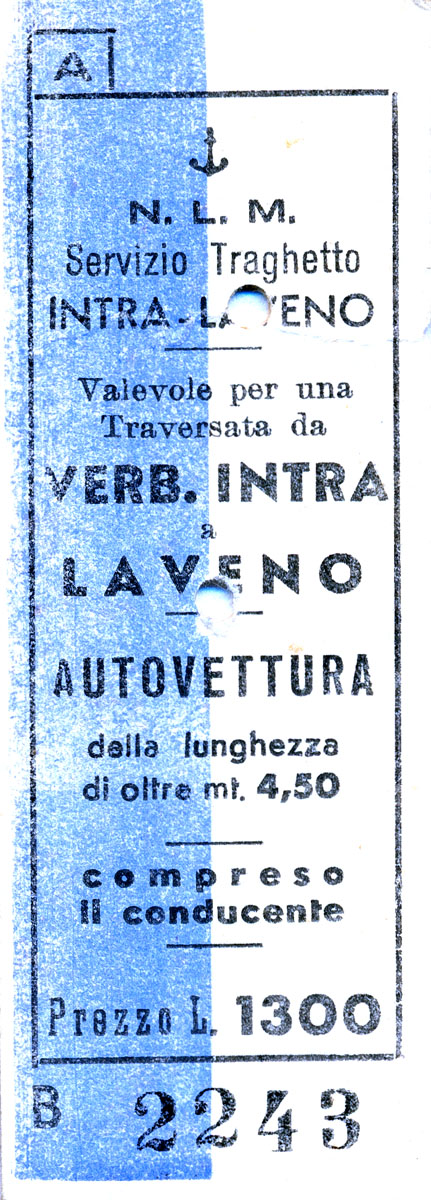 A
N. L. M.
Servizio Traghetto
INTRA-LAVENO
Valevole per una
Traversata da
VERB. INTRA
a
LAVENO
AUTOVETTURA
della lunghezza
di oltre mt. 4,50
compreso
il conducente
Prezzo L. 1300
B 2243